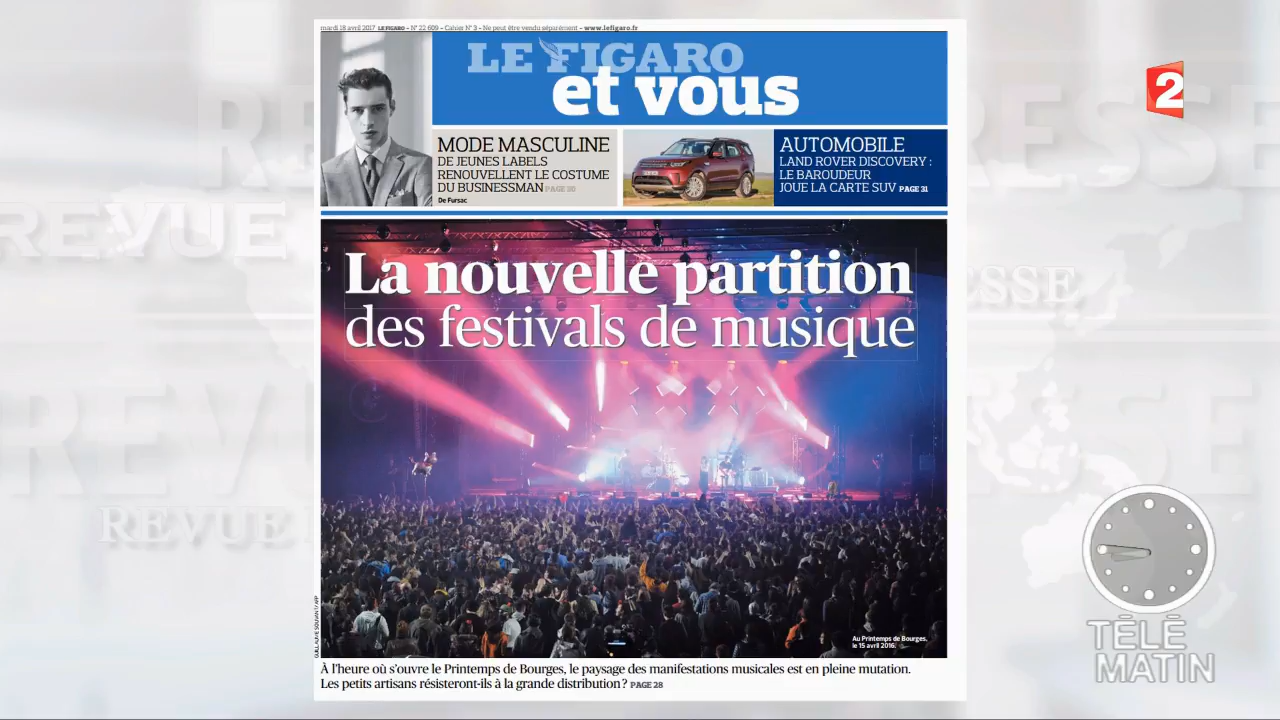 mardi 18 avril 2017 LE FIGARO - N° 22 609 - Cahier N° 3 - Ne peut être vendu séparément - www.lefigaro.fr
LE FIGARO
et vous
2
MODE MASCULINE
DE JEUNES LABELS
RENOUVELLENT LE COSTUME
DU BUSINESSMAN PAGE 30
De Fursac
AUTOMOBILE
LAND ROVER DISCOVERY :
LE BAROUDEUR
JOUE LA CARTE SUV PAGE 31
La nouvelle partition
des festivals de musique
Au Printemps de Bourges,
le 15 avril 2016.
GUILLAUME SOUVANT/AFP
À l'heure où s'ouvre le Printemps de Bourges, le paysage des manifestations musicales est en pleine mutation.
Les petits artisans résisteront-ils à la grande distribution ? PAGE 28
REVUE
PRESSE
REVUE
TÉLÉ
MATIN